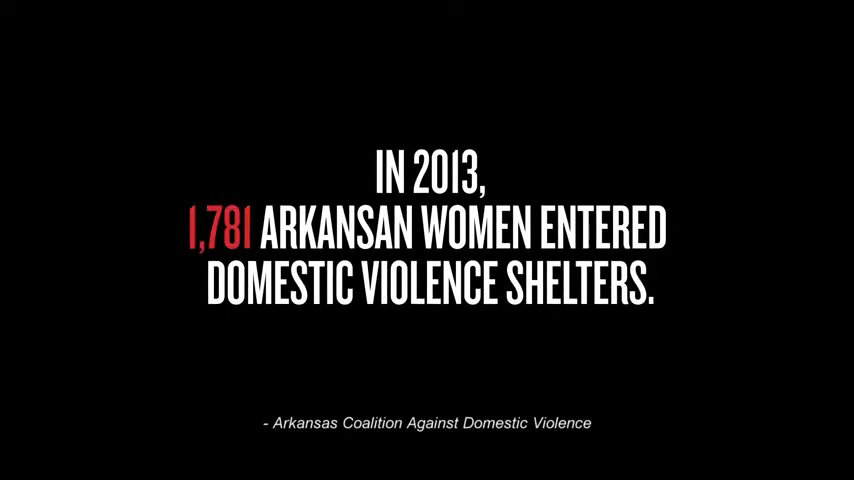 IN 2013,
1,781 ARKANSAN WOMEN ENTERED
DOMESTIC VIOLENCE SHELTERS.
- Arkansas Coalition Against Domestic Violence